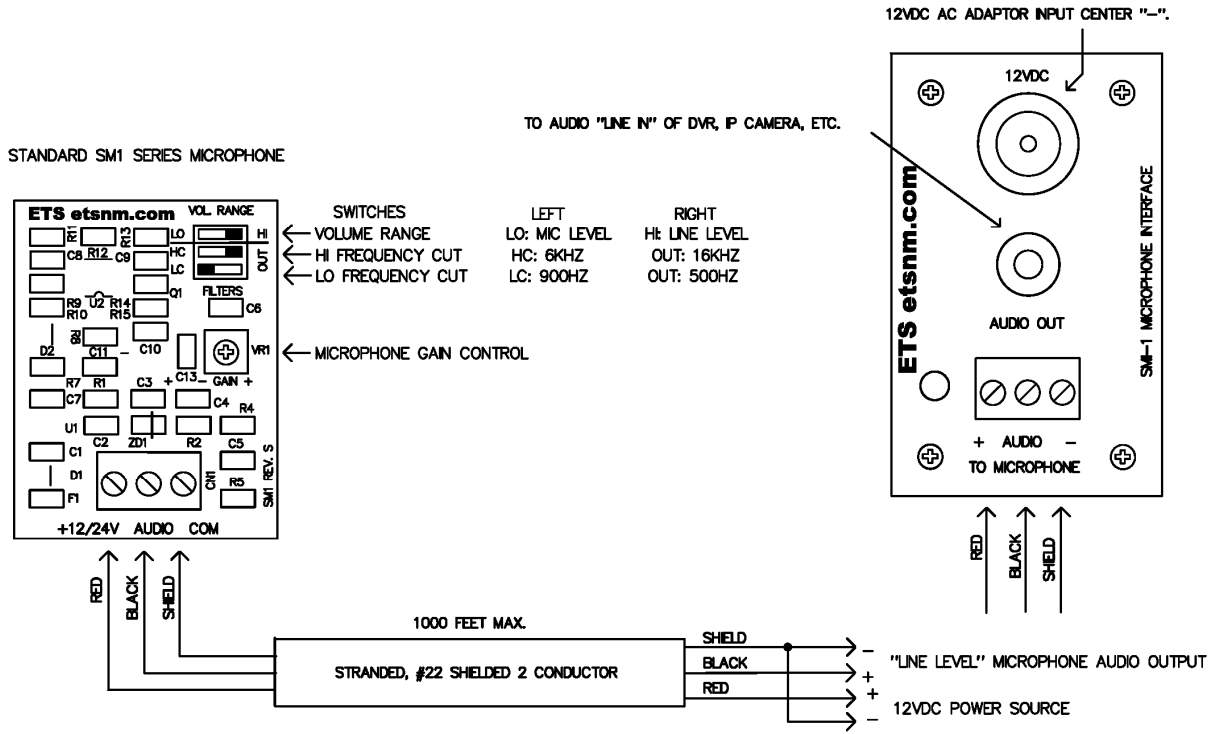 12VDC AC ADAPTOR INPUT CENTER "–".
12VDC
TO AUDIO "LINE IN" OF DVR, IP CAMERA, ETC.
STANDARD SM1 SERIES MICROPHONE
ETS etsnm.com VOL. RANGE
R11 R12 R13 LO HI
C8 C9 HC OUT
LC
Q1
R9 U2 R14 FILTERS
R10 R15 C6
R8
D2 C11 – C10 VR1
C13 – GAIN +
R7 R1 C3 +
C7 C4 R4
U1
C2 ZD1 R2 C5
C1
D1 CN1 R5
F1 SM1 REV. S
+12/24V AUDIO COM
SWITCHES LEFT RIGHT
VOLUME RANGE LO: MIC LEVEL HI: LINE LEVEL
HI FREQUENCY CUT HC: 6KHZ OUT: 16KHZ
LO FREQUENCY CUT LC: 900HZ OUT: 500HZ
MICROPHONE GAIN CONTROL
ETS etsnm.com
SMI-1 MICROPHONE INTERFACE
AUDIO OUT
+ AUDIO –
TO MICROPHONE
RED
BLACK
SHIELD
RED
BLACK
SHIELD
1000 FEET MAX.
STRANDED, #22 SHIELDED 2 CONDUCTOR
SHIELD –
BLACK +
RED +
–
"LINE LEVEL" MICROPHONE AUDIO OUTPUT
12VDC POWER SOURCE